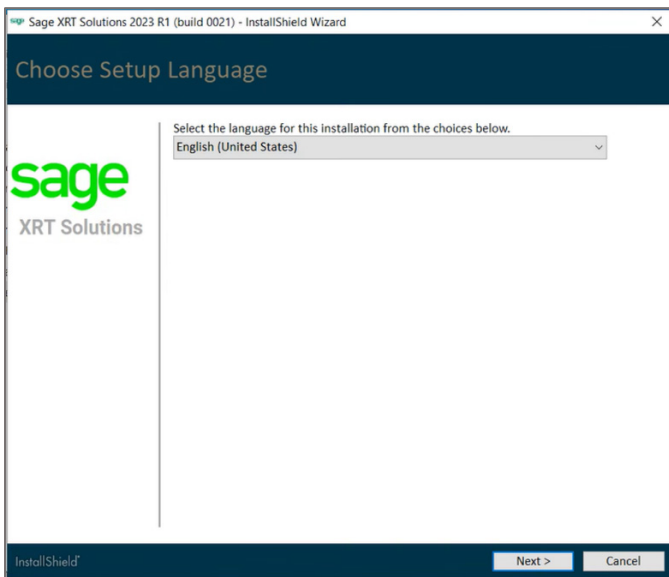 Sage XRT Solutions 2023 R1 (build 0021) - InstallShield Wizard
Choose Setup Language
Select the language for this installation from the choices below.
English (United States)
sage
XRT Solutions
InstallShield
Next >
Cancel